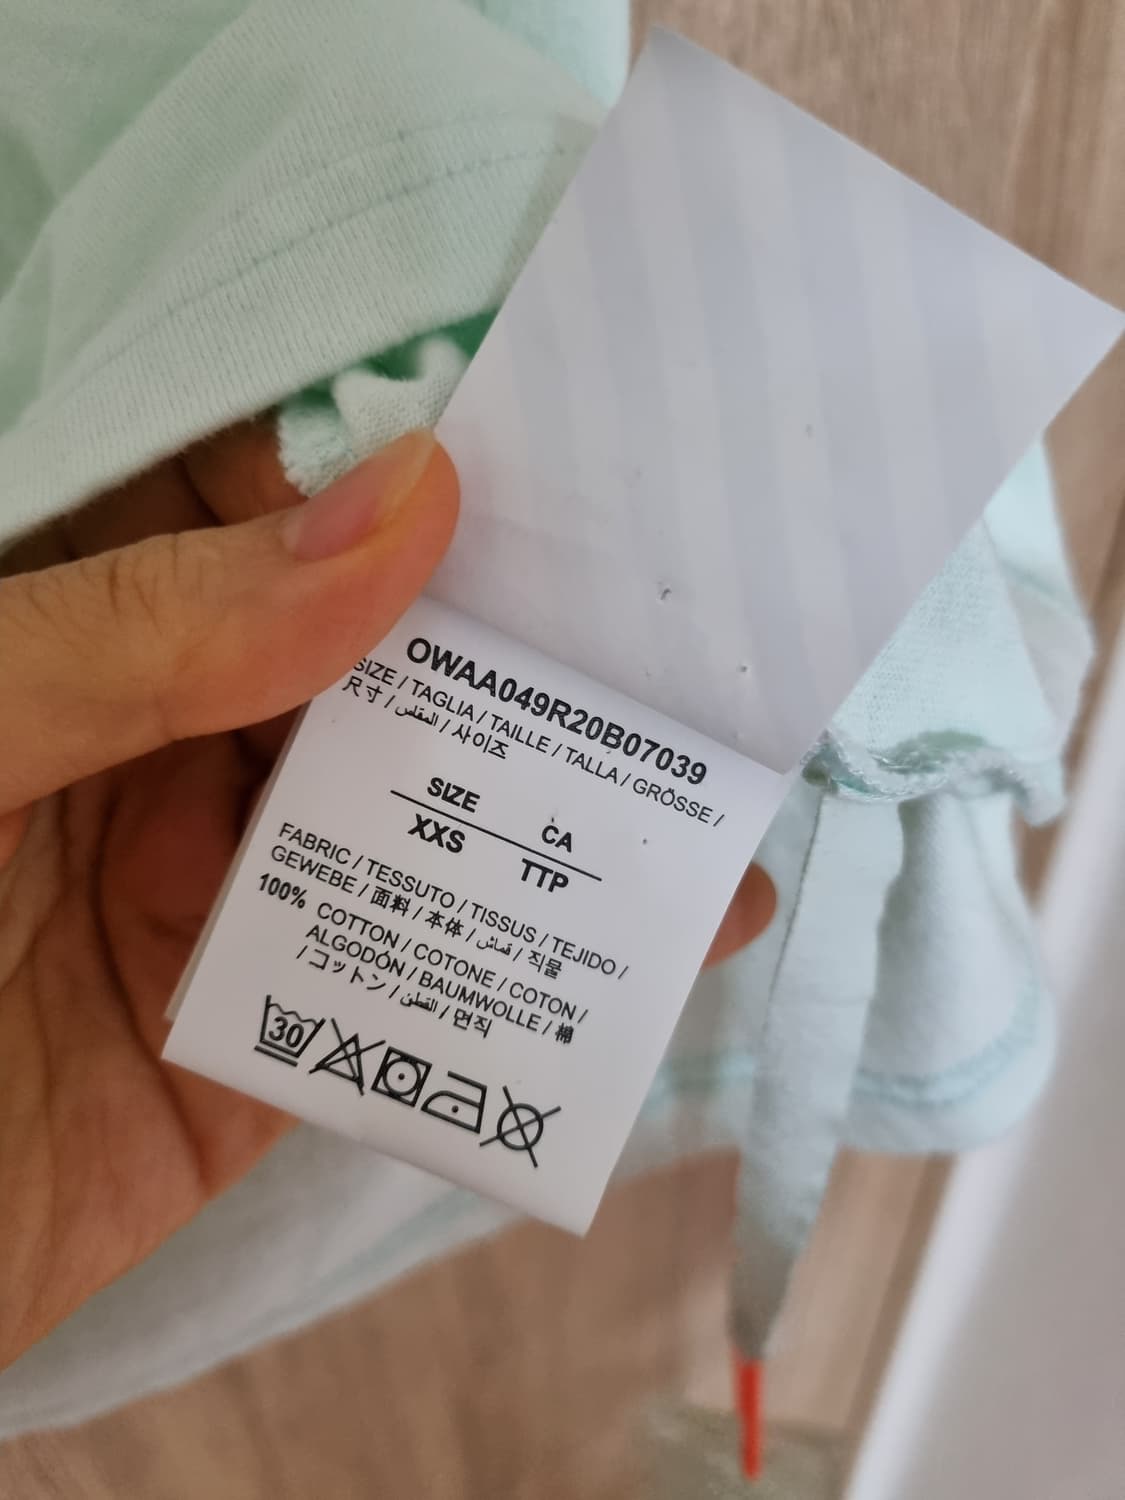 OWAA049R20B07039
SIZE / TAGLIA / TAILLE / TALLA / GRÖSSE /
尺寸 / المقاس / 사이즈
SIZE CA
XXS TTP
FABRIC / TESSUTO / TISSUS / TEJIDO /
GEWEBE / 面料 / 本体 / قماش / 직물
100% COTTON / COTONE / COTON /
ALGODÓN / BAUMWOLLE / 棉
/ コットン / القطن / 면직
30